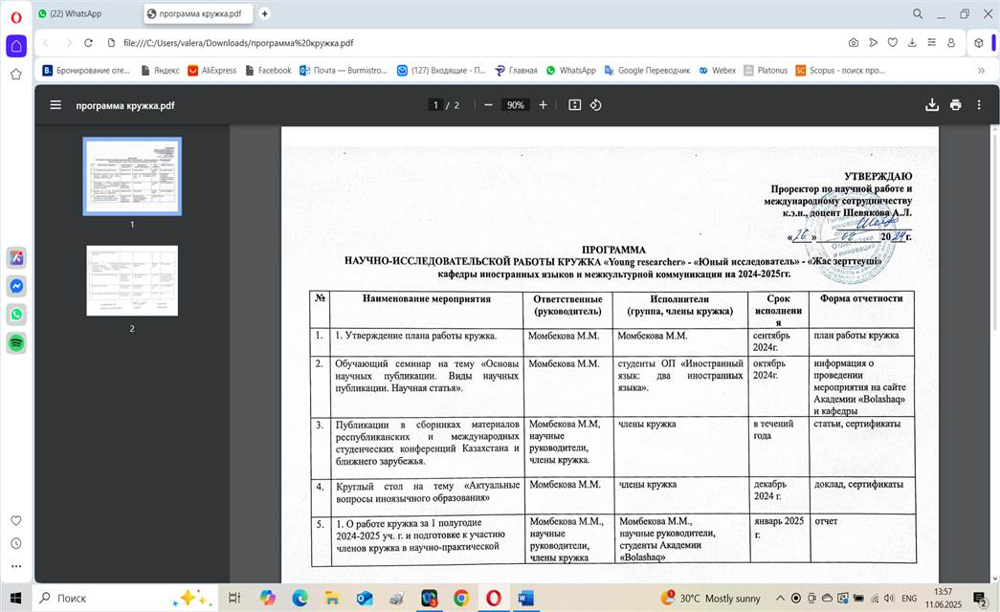 (22) WhatsApp
программа кружка.pdf
file:///C:/Users/valera/Downloads/программа%20кружка.pdf
Бронирование оте...
Яндекс
AliExpress
Facebook
Почта — Burmistro...
(127) Входящие - П...
Главная
WhatsApp
Google Переводчик
Webex
Platonus
Scopus - поиск про...
программа кружка.pdf
1 / 2
90%
1
2
УТВЕРЖДАЮ
Проректор по научной работе и
международному сотрудничеству
к.э.н., доцент Шевякова А.Л.
«26 » 20 24 г.
ПРОГРАММА
НАУЧНО-ИССЛЕДОВАТЕЛЬСКОЙ РАБОТЫ КРУЖКА «Young researcher» - «Юный исследователь» - «Жас зерттеуші»
кафедры иностранных языков и межкультурной коммуникации на 2024-2025гг.
№
Наименование мероприятия
Ответственные
(руководитель)
Исполнители
(группа, члены кружка)
Срок
исполнени
я
Форма отчетности
1.
1. Утверждение плана работы кружка.
Момбекова М.М.
Момбекова М.М.
сентябрь
2024г.
план работы кружка
2.
Обучающий семинар на тему «Основы
научных публикации. Виды научных
публикации. Научная статья».
Момбекова М.М.
студенты ОП «Иностранный
язык: два иностранных
языка».
октябрь
2024г.
информация о
проведении
мероприятия на сайте
Академии «Bolashaq»
и кафедры
3.
Публикации в сборниках материалов
республиканских и международных
студенческих конференций Казахстана и
ближнего зарубежья.
Момбекова М.М,
научные
руководители,
члены кружка.
члены кружка
в течений
года
статьи, сертификаты
4.
Круглый стол на тему «Актуальные
вопросы иноязычного образования»
Момбекова М.М.
члены кружка
декабрь
2024 г.
доклад, сертификаты
5.
1. О работе кружка за 1 полугодие
2024-2025 уч. г. и подготовке к участию
членов кружка в научно-практической
Момбекова М.М.,
научные
руководители,
члены кружка
Момбекова М.М.,
научные руководители,
студенты Академии
«Bolashaq»
январь 2025
г.
отчет
Поиск
30°C Mostly sunny
ENG
13:57
11.06.2025